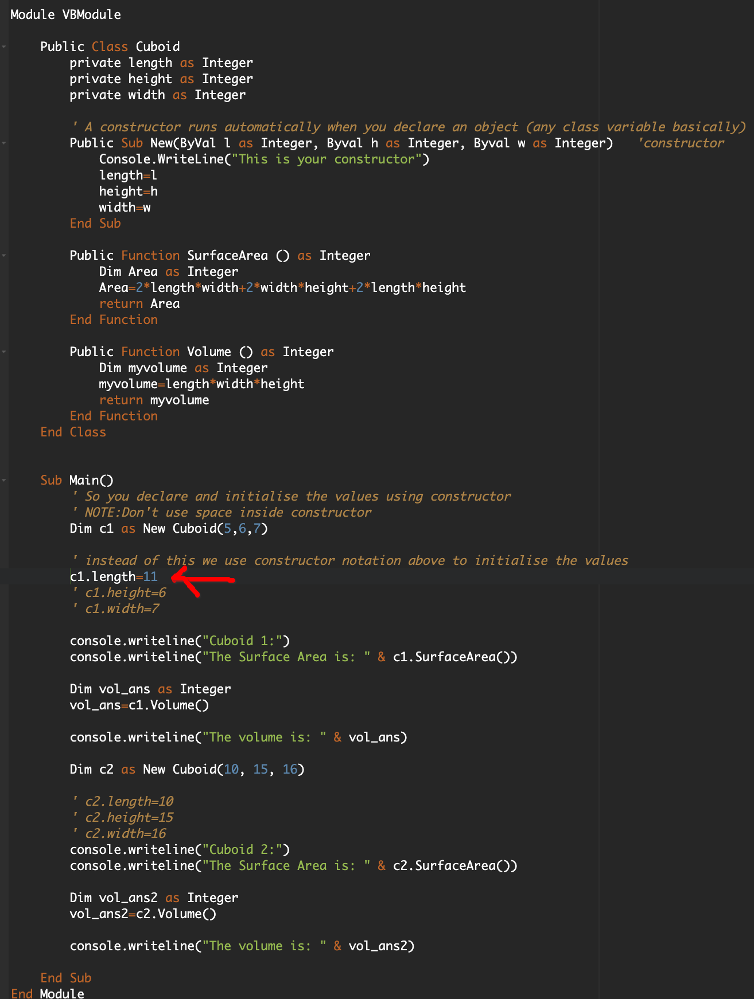 Module VBModule
Public Class Cuboid
private length as Integer
private height as Integer
private width as Integer
' A constructor runs automatically when you declare an object (any class variable basically)
Public Sub New(ByVal l as Integer, Byval h as Integer, Byval w as Integer)   'constructor
Console.WriteLine("This is your constructor")
length=l
height=h
width=w
End Sub
Public Function SurfaceArea () as Integer
Dim Area as Integer
Area=2*length*width+2*width*height+2*length*height
return Area
End Function
Public Function Volume () as Integer
Dim myvolume as Integer
myvolume=length*width*height
return myvolume
End Function
End Class
Sub Main()
' So you declare and initialise the values using constructor
' NOTE:Don't use space inside constructor
Dim c1 as New Cuboid(5,6,7)
' instead of this we use constructor notation above to initialise the values
c1.length=11
' c1.height=6
' c1.width=7
console.writeline("Cuboid 1:")
console.writeline("The Surface Area is: " & c1.SurfaceArea())
Dim vol_ans as Integer
vol_ans=c1.Volume()
console.writeline("The volume is: " & vol_ans)
Dim c2 as New Cuboid(10, 15, 16)
' c2.length=10
' c2.height=15
' c2.width=16
console.writeline("Cuboid 2:")
console.writeline("The Surface Area is: " & c2.SurfaceArea())
Dim vol_ans2 as Integer
vol_ans2=c2.Volume()
console.writeline("The volume is: " & vol_ans2)
End Sub
End Module